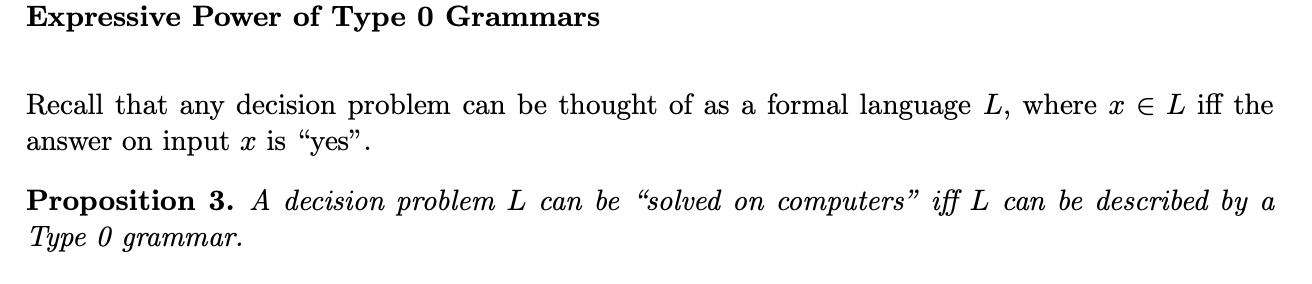 Expressive Power of Type 0 Grammars
Recall that any decision problem can be thought of as a formal language L, where x ∈ L iff the
answer on input x is “yes”.
Proposition 3. A decision problem L can be “solved on computers” iff L can be described by a
Type 0 grammar.